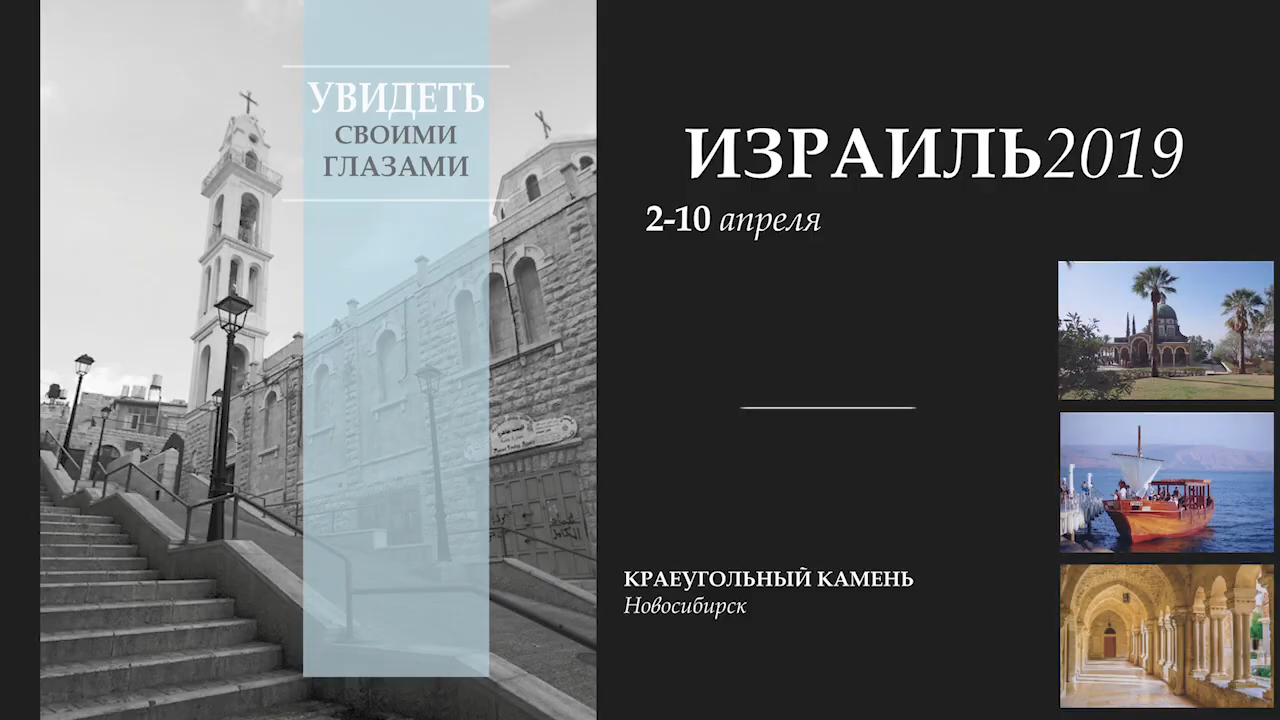 УВИДЕТЬ
СВОИМИ
ГЛАЗАМИ
ИЗРАИЛЬ2019
2-10 апреля
КРАЕУГОЛЬНЫЙ КАМЕНЬ
Новосибирск